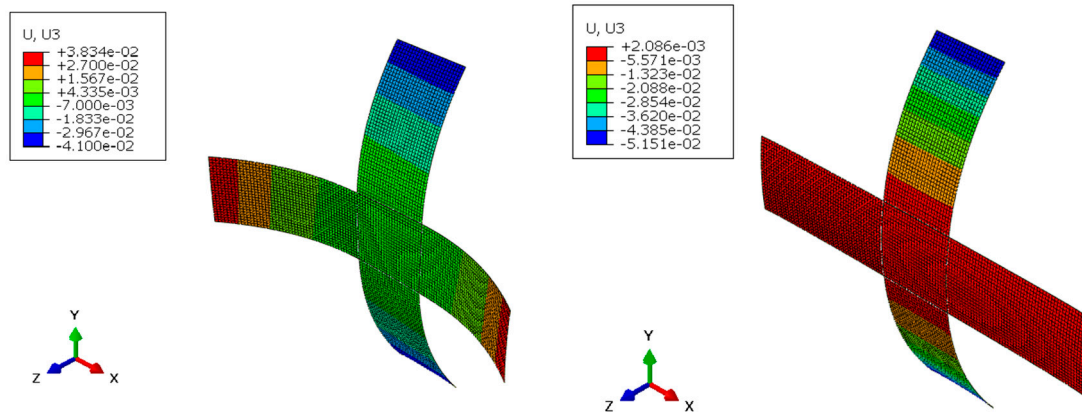 U, U3
+3.834e-02
+2.700e-02
+1.567e-02
+4.335e-03
-7.000e-03
-1.833e-02
-2.967e-02
-4.100e-02
Y
Z
X
U, U3
+2.086e-03
-5.571e-03
-1.323e-02
-2.088e-02
-2.854e-02
-3.620e-02
-4.385e-02
-5.151e-02
Y
Z
X